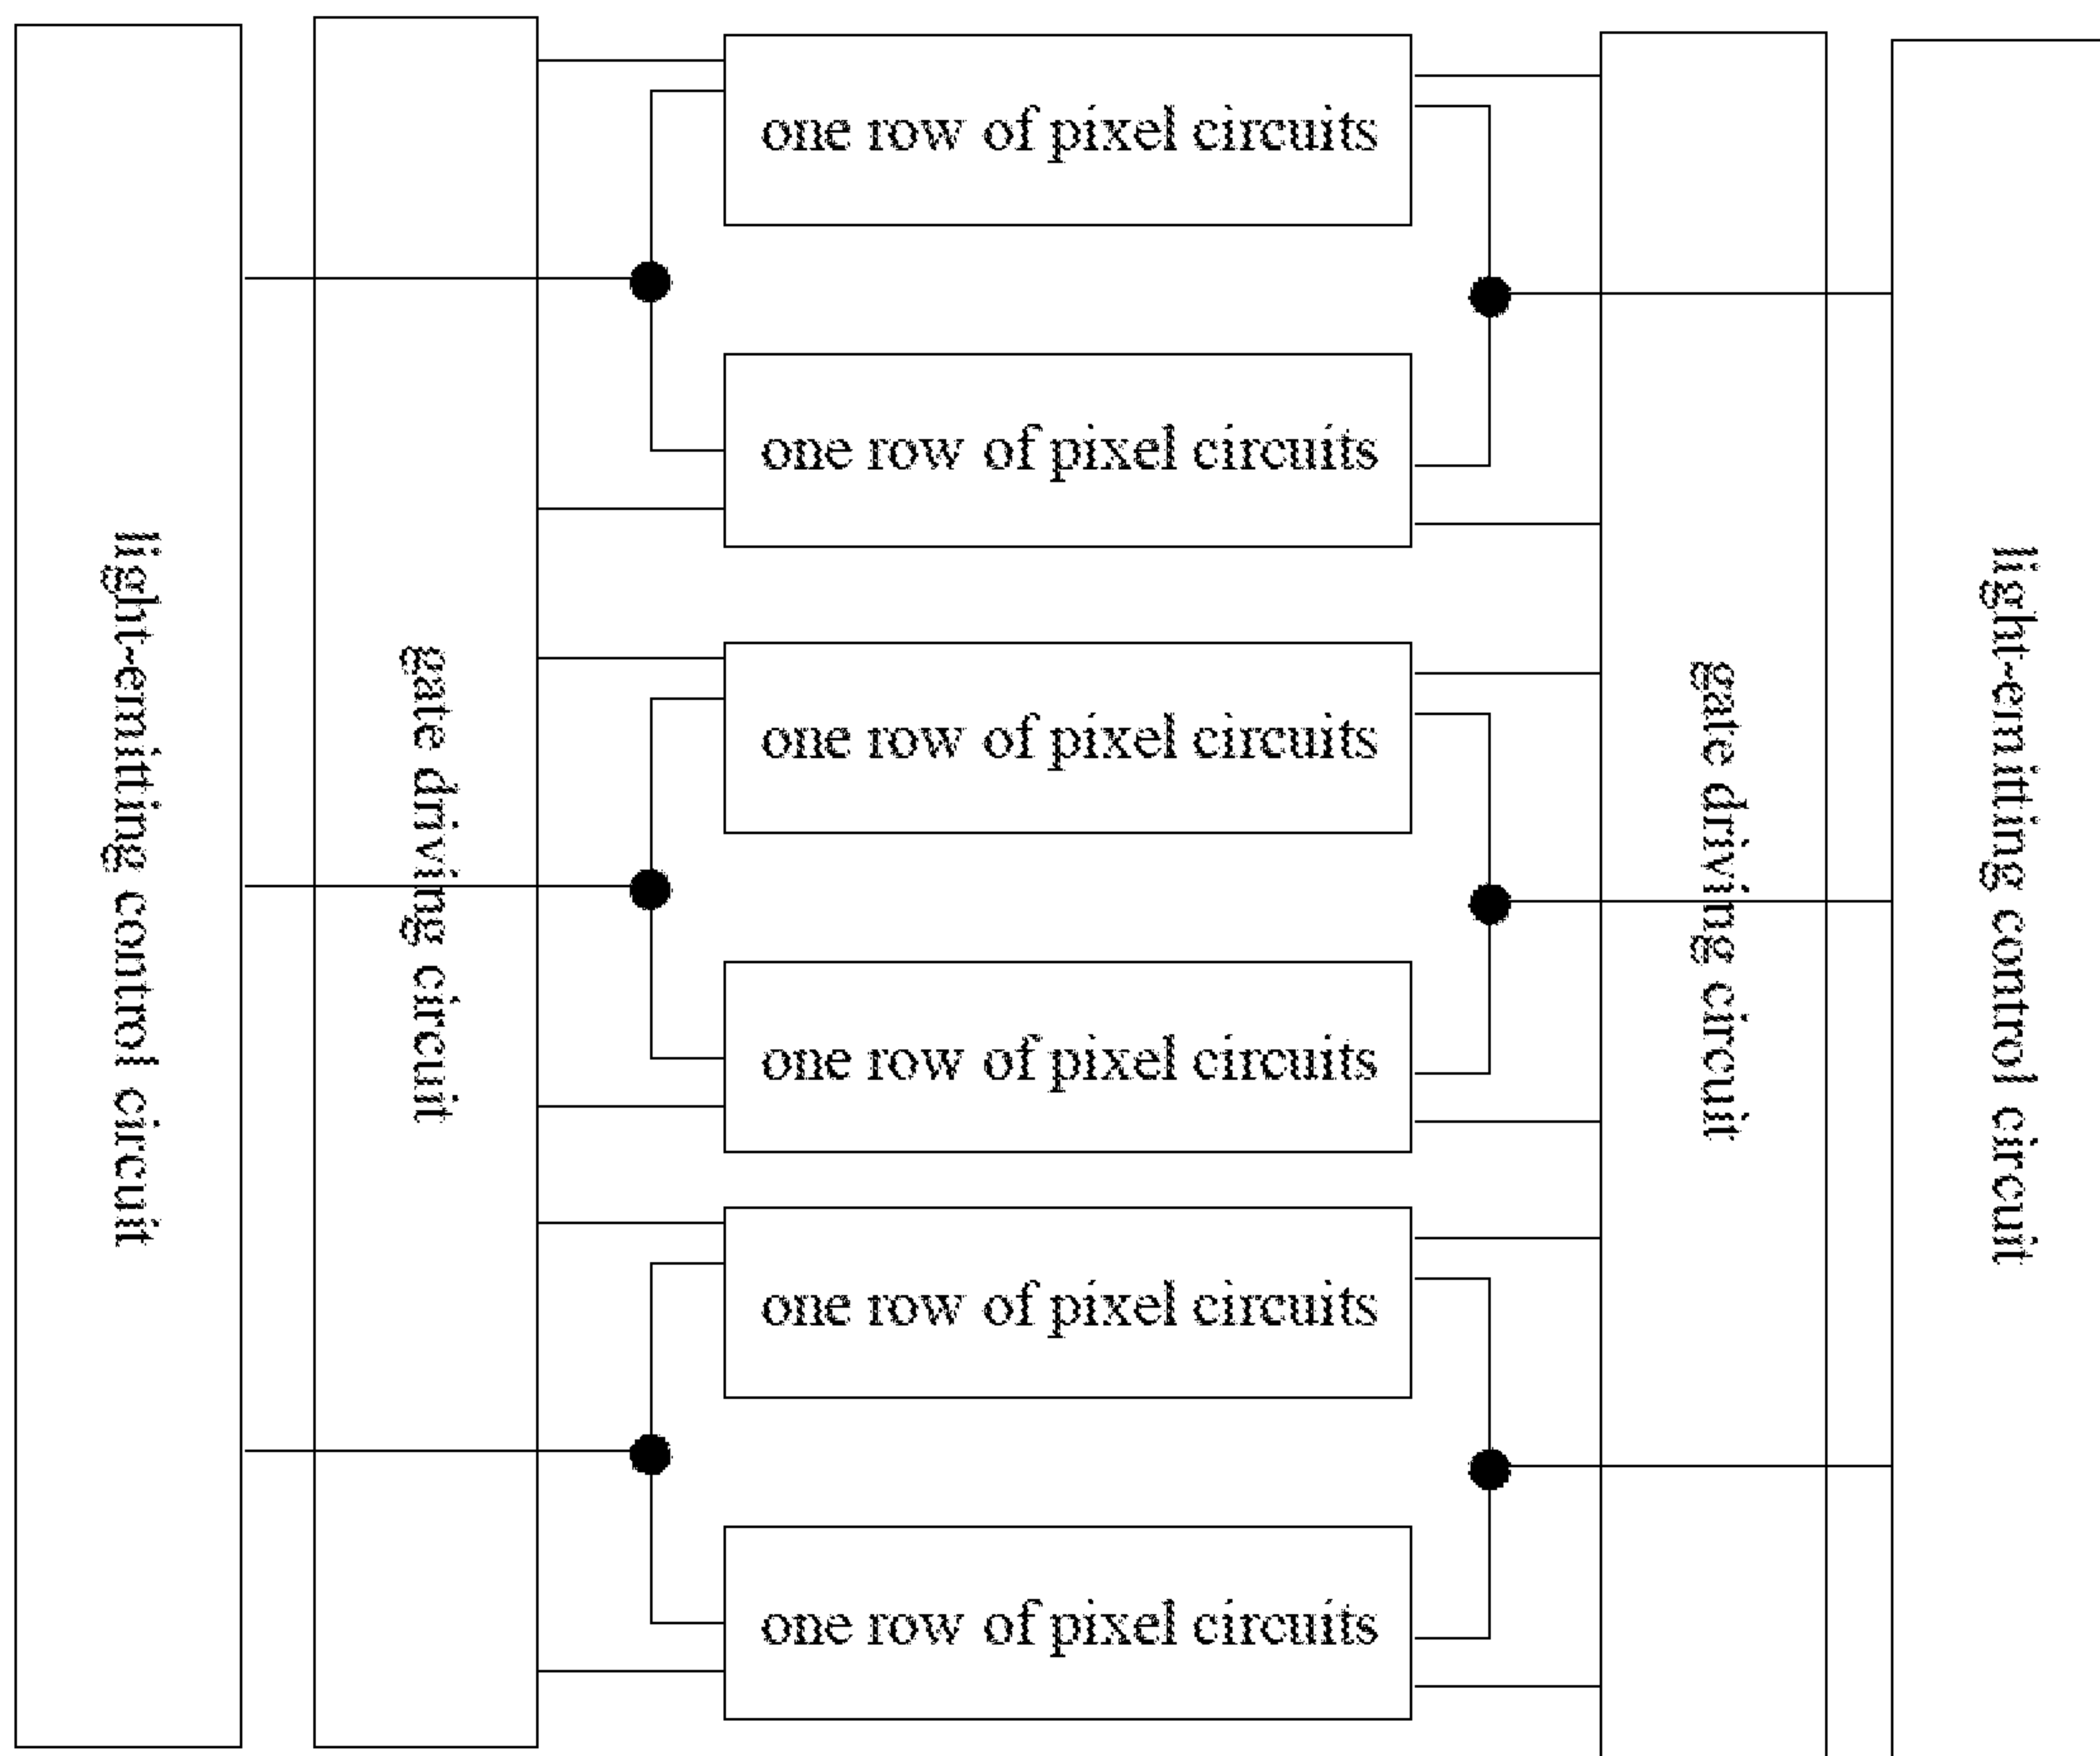 light-emitting control circuit
gate driving circuit
one row of pixel circuits
one row of pixel circuits
one row of pixel circuits
one row of pixel circuits
one row of pixel circuits
one row of pixel circuits
gate driving circuit
light-emitting control circuit